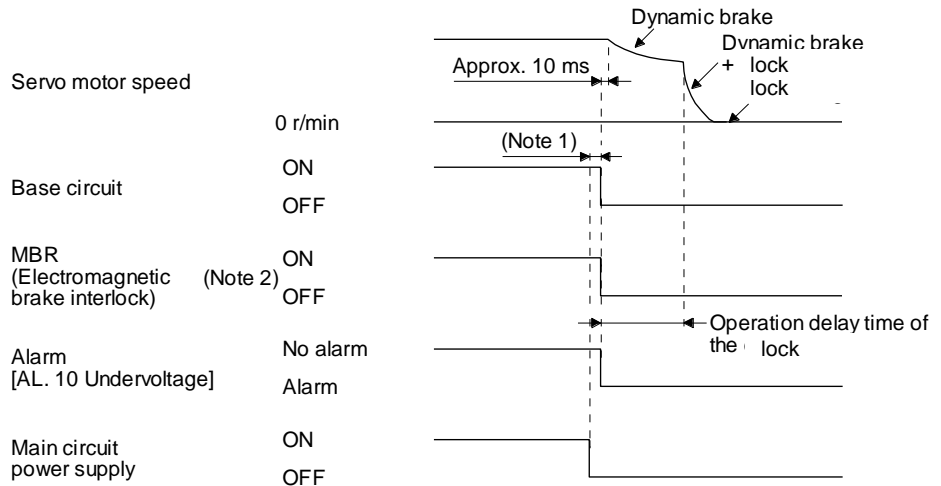 Dynamic brake
Dynamic brake
+ lock
lock
Approx. 10 ms
Servo motor speed
0 r/min
(Note 1)
ON
Base circuit
OFF
MBR
(Electromagnetic (Note 2) ON
brake interlock) OFF
Operation delay time of
the lock
No alarm
Alarm
[AL. 10 Undervoltage]
Alarm
ON
Main circuit
power supply
OFF